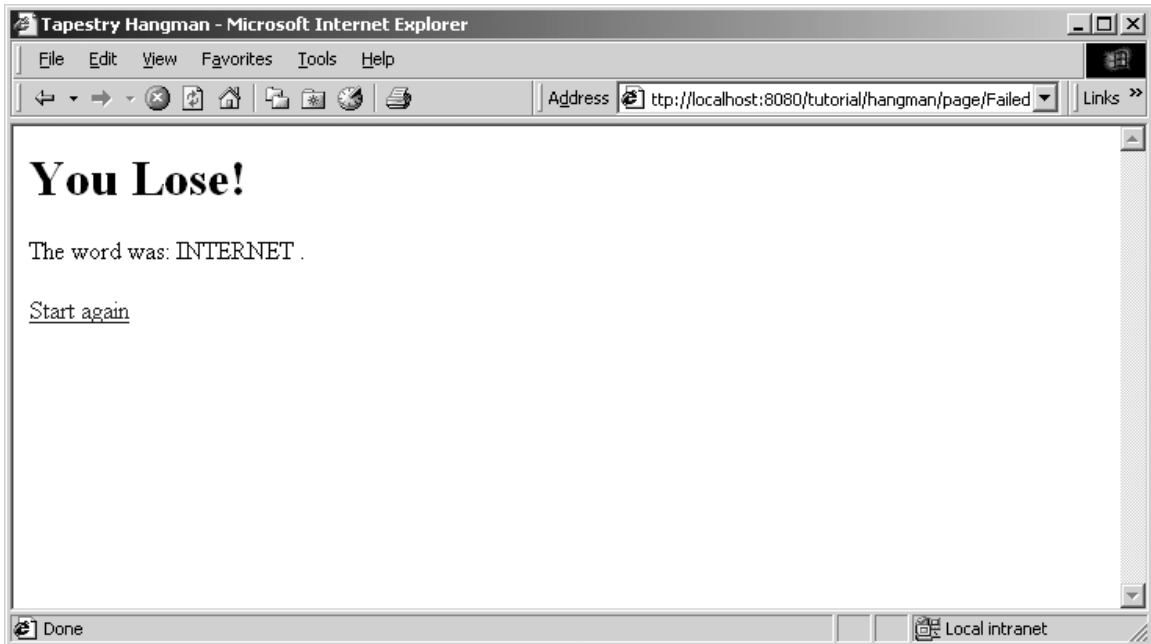 Tapestry Hangman - Microsoft Internet Explorer
File Edit View Favorites Tools Help
Address ttp://localhost:8080/tutorial/hangman/page/Failed Links »
You Lose!
The word was: INTERNET .
Start again
Done Local intranet